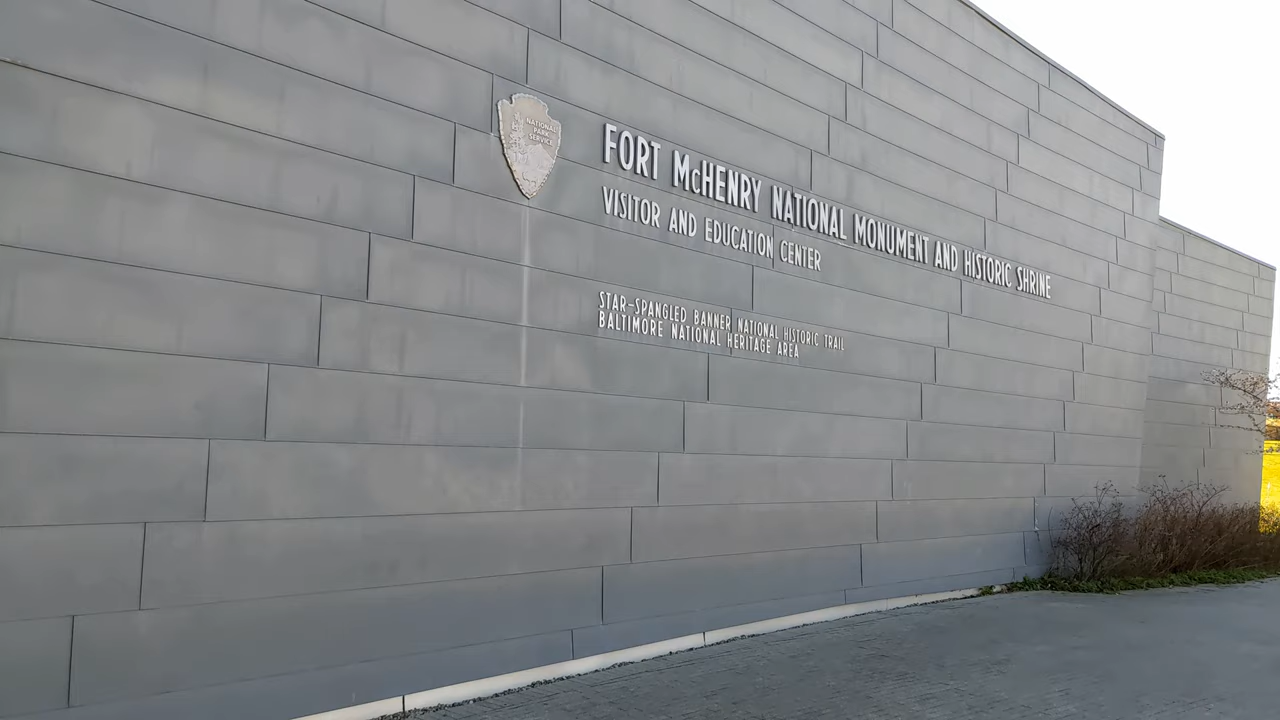 NATIONAL
PARK
SERVICE
FORT McHENRY NATIONAL MONUMENT AND HISTORIC SHRINE
VISITOR AND EDUCATION CENTER
STAR-SPANGLED BANNER NATIONAL HISTORIC TRAIL
BALTIMORE NATIONAL HERITAGE AREA